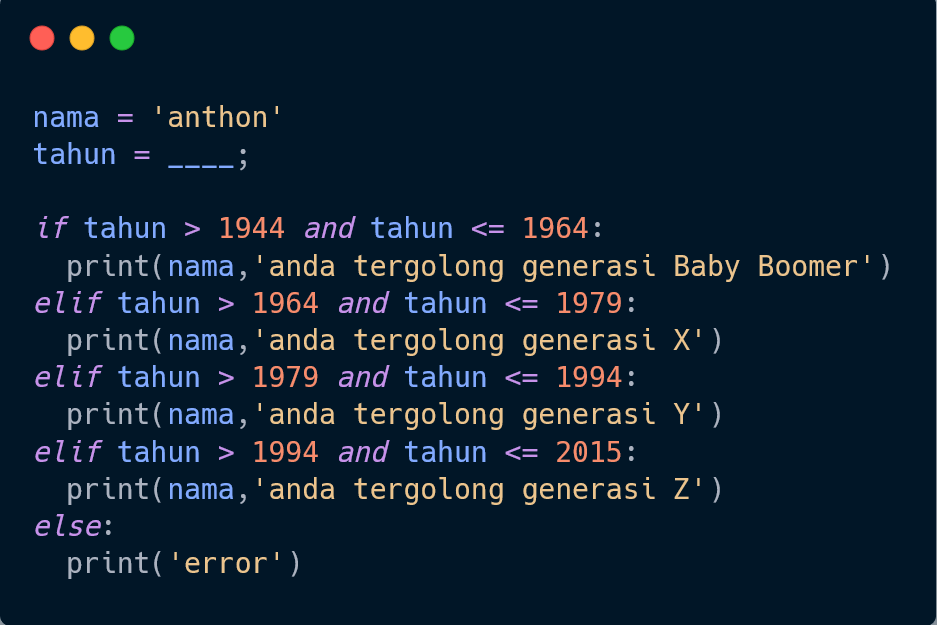 nama = 'anthon'
tahun = ____;
if tahun > 1944 and tahun <= 1964:
  print(nama,'anda tergolong generasi Baby Boomer')
elif tahun > 1964 and tahun <= 1979:
  print(nama,'anda tergolong generasi X')
elif tahun > 1979 and tahun <= 1994:
  print(nama,'anda tergolong generasi Y')
elif tahun > 1994 and tahun <= 2015:
  print(nama,'anda tergolong generasi Z')
else:
  print('error')